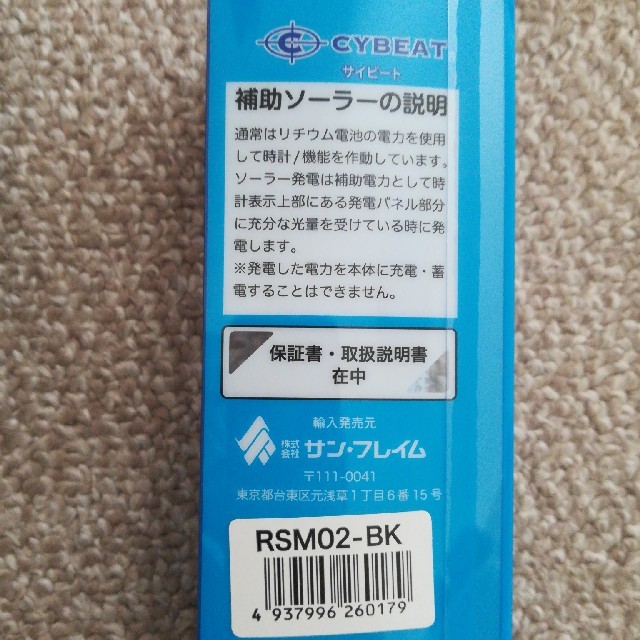 CYBEAT
サイビート
補助ソーラーの説明
通常はリチウム電池の電力を使用
して時計/機能を作動しています。
ソーラー発電は補助電力として時
計表示上部にある発電パネル部分
に充分な光量を受けている時に発
電します。
※発電した電力を本体に充電・蓄
電することはできません。
保証書・取扱説明書
在中
輸入発売元
株式会社 サン・フレイム
〒111-0041
東京都台東区元浅草1丁目6番15号
RSM02-BK
4 937996 260179